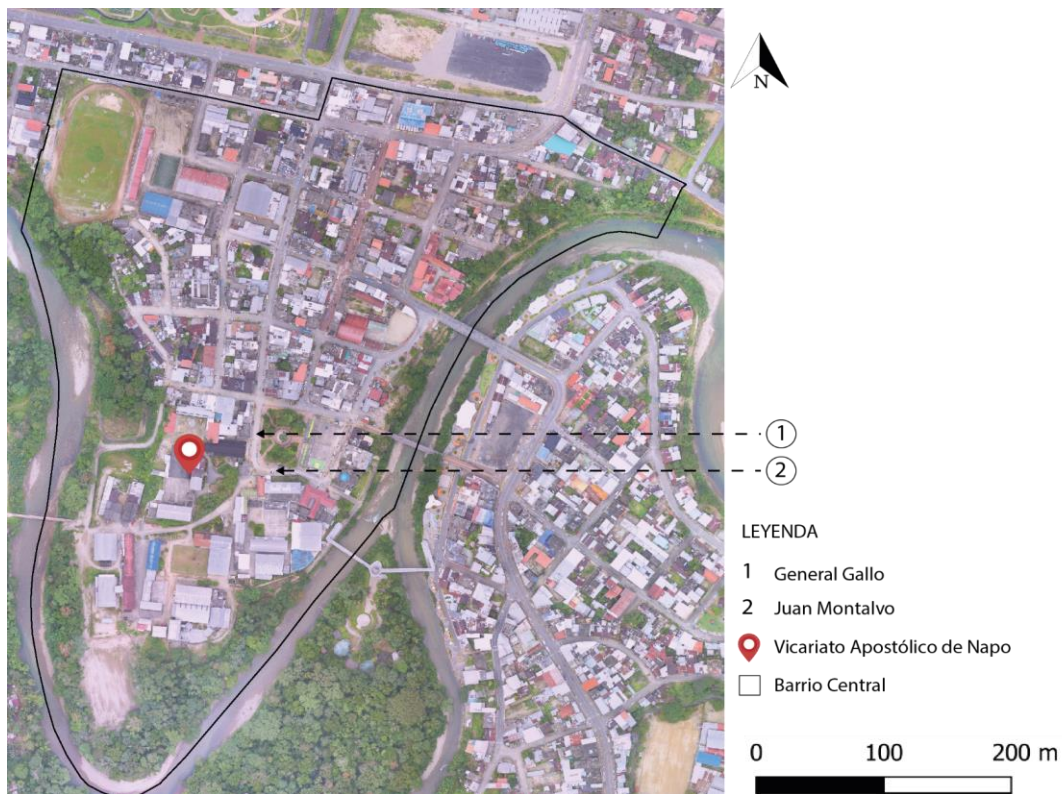 N
1
2
LEYENDA
1 General Gallo
2 Juan Montalvo
Vicariato Apostólico de Napo
Barrio Central
0 100 200 m